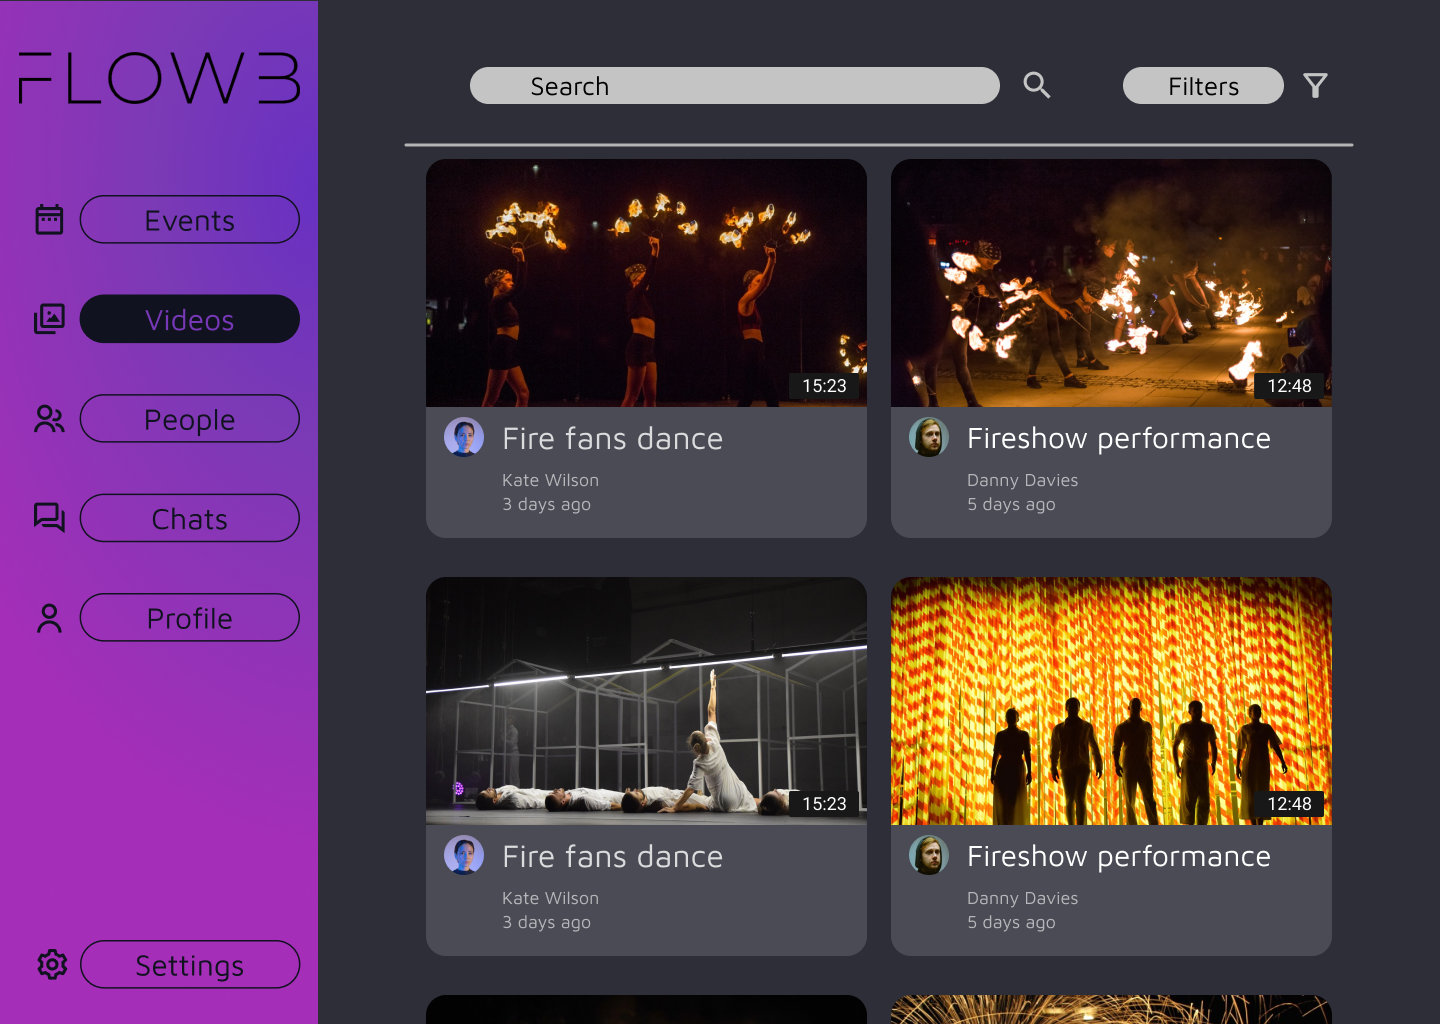 FLOWB
Search
Filters
Events
Videos
People
Chats
Profile
Settings
15:23
Fire fans dance
Kate Wilson
3 days ago
12:48
Fireshow performance
Danny Davies
5 days ago
15:23
Fire fans dance
Kate Wilson
3 days ago
12:48
Fireshow performance
Danny Davies
5 days ago